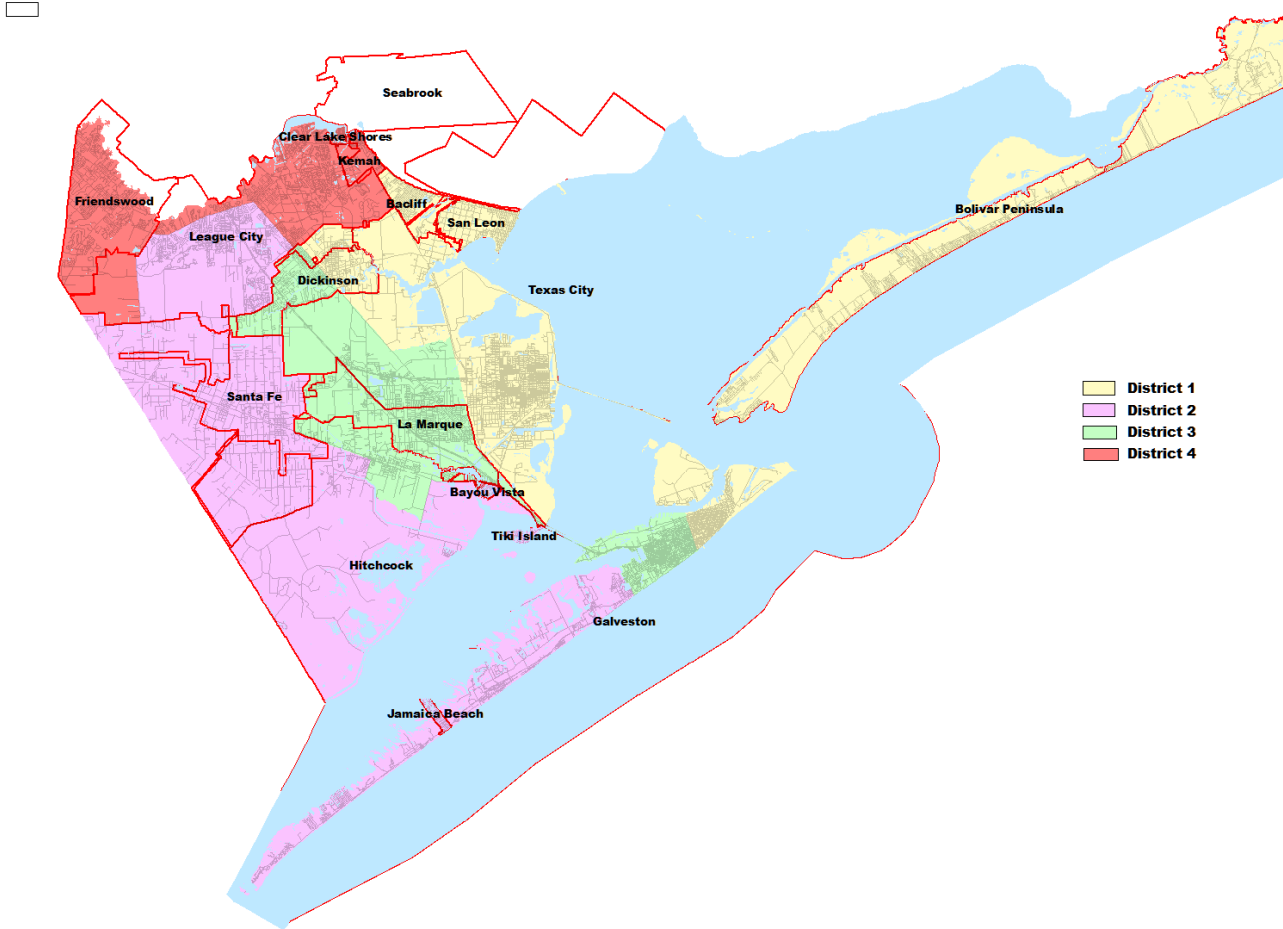 Seabrook
Clear Lake Shores
Kemah
Friendswood
Bacliff
Bolivar Peninsula
San Leon
League City
Dickinson
Texas City
District 1
Santa Fe
District 2
La Marque
District 3
District 4
Bayou Vista
Tiki Island
Hitchcock
Galveston
Jamaica Beach